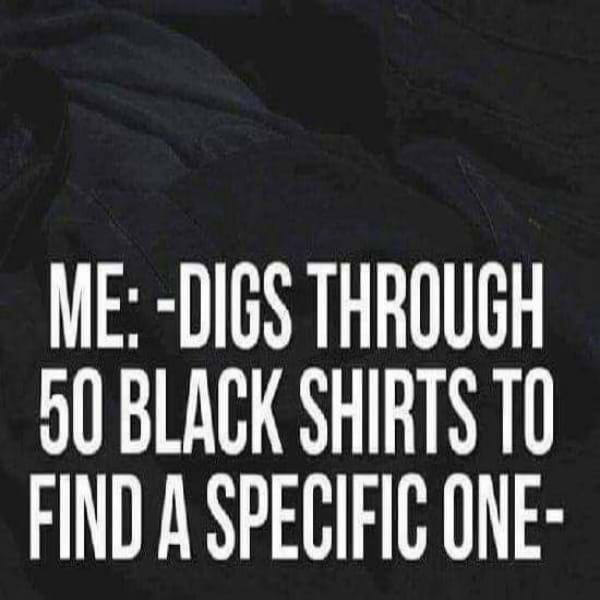 ME: -DIGS THROUGH
50 BLACK SHIRTS TO
FIND A SPECIFIC ONE-